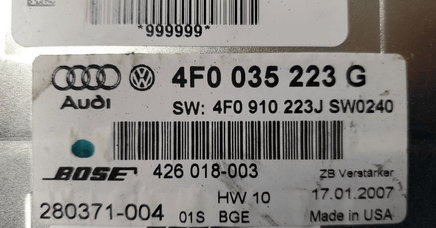 *999999*
4F0 035 223 G
Audi
SW: 4F0 910 223J SW0240
BOSE 426 018-003
ZB Verstärker
HW 10 17.01.2007
280371-004 01S BGE Made in USA